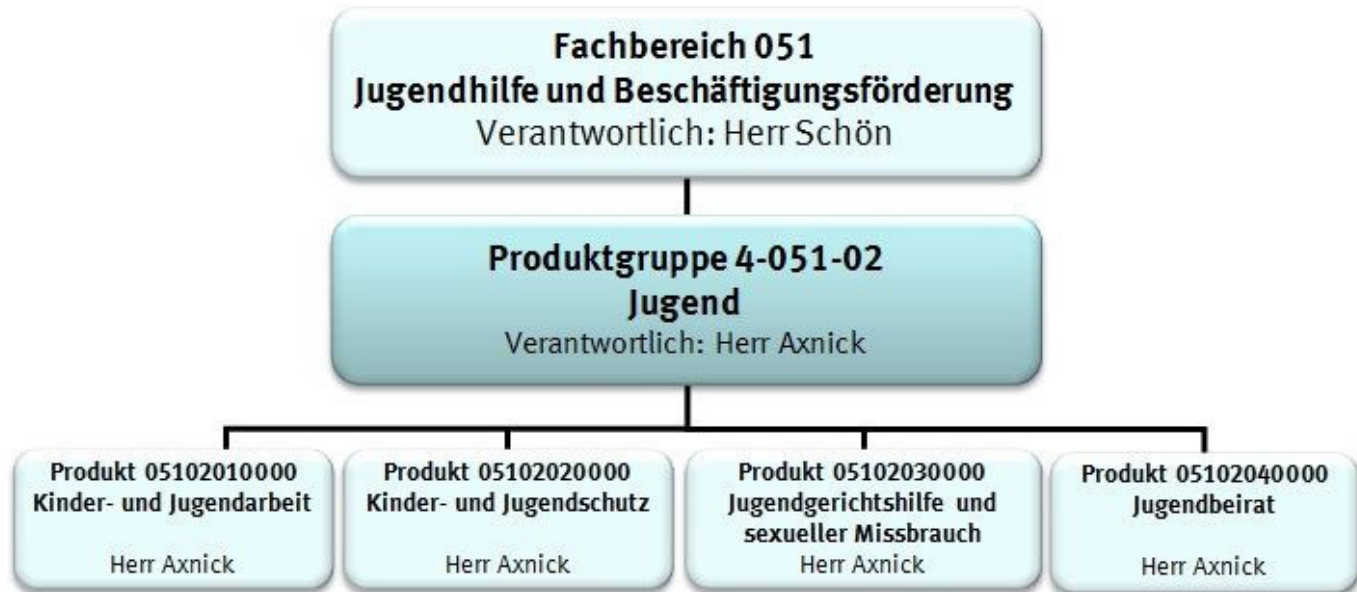 Fachbereich 051
Jugendhilfe und Beschäftigungsförderung
Verantwortlich: Herr Schön
Produktgruppe 4-051-02
Jugend
Verantwortlich: Herr Axnick
Produkt 05102010000
Kinder- und Jugendarbeit
Herr Axnick
Produkt 05102020000
Kinder- und Jugendschutz
Herr Axnick
Produkt 05102030000
Jugendgerichtshilfe und
sexueller Missbrauch
Herr Axnick
Produkt 05102040000
Jugendbeirat
Herr Axnick